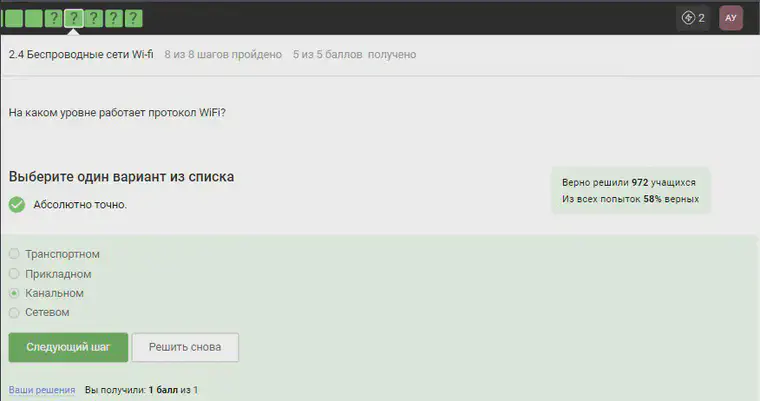 ? ? ? ? ?
2
АУ
2.4 Беспроводные сети Wi-fi 8 из 8 шагов пройдено 5 из 5 баллов получено
На каком уровне работает протокол WiFi?
Выберите один вариант из списка
Абсолютно точно.
Верно решили 972 учащихся
Из всех попыток 58% верных
Транспортном
Прикладном
Канальном
Сетевом
Следующий шаг
Решить снова
Ваши решения Вы получили: 1 балл из 1